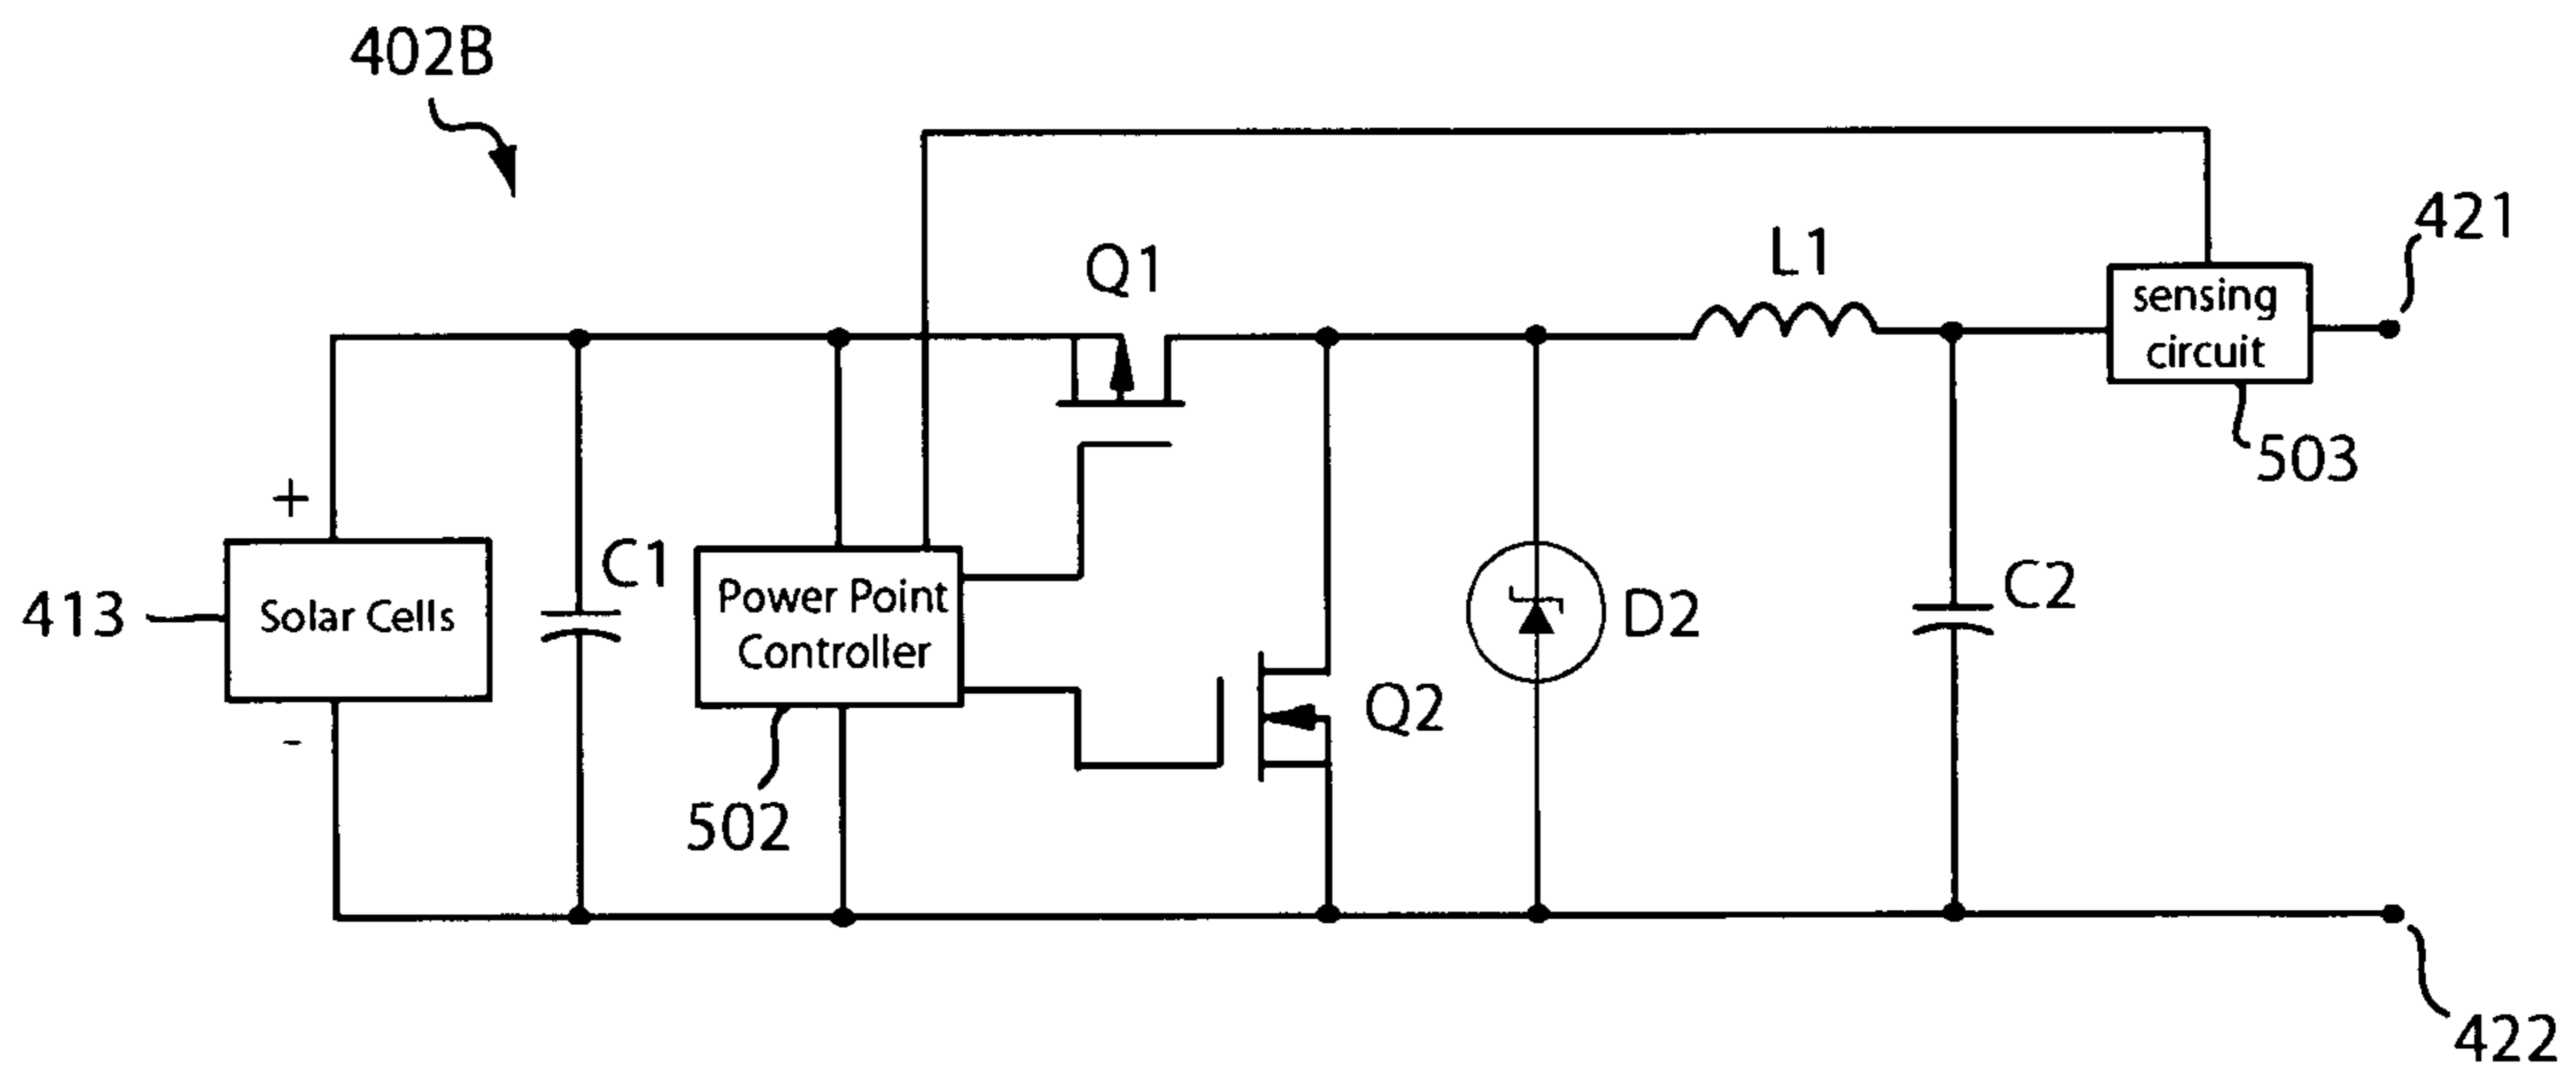 402B
421
Q1
L1
sensing
circuit
503
+
413
Solar Cells
-
C1
Power Point
Controller
502
Q2
D2
C2
422